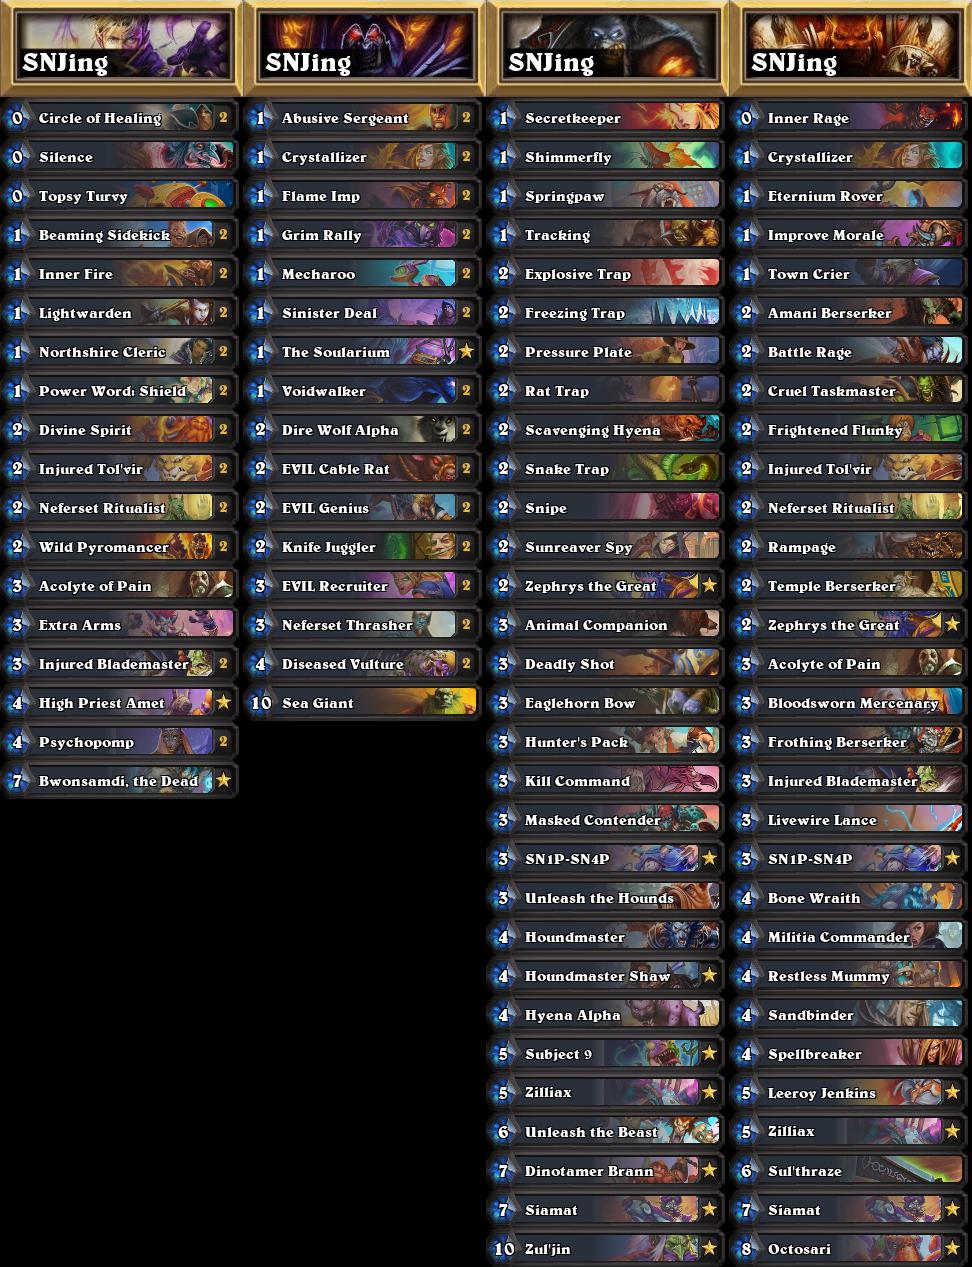 SNJing
0 Circle of Healing 2
0 Silence
0 Topsy Turvy
1 Beaming Sidekick 2
1 Inner Fire 2
1 Lightwarden 2
1 Northshire Cleric 2
1 Power Word: Shield 2
2 Divine Spirit 2
2 Injured Tol'vir 2
2 Neferset Ritualist 2
2 Wild Pyromancer 2
3 Acolyte of Pain
3 Extra Arms
3 Injured Blademaster 2
4 High Priest Amet
4 Psychopomp 2
7 Bwonsamdi, the Dead
SNJing
1 Abusive Sergeant 2
1 Crystallizer 2
1 Flame Imp 2
1 Grim Rally 2
1 Mecharoo 2
1 Sinister Deal 2
1 The Soularium
1 Voidwalker 2
2 Dire Wolf Alpha 2
2 EVIL Cable Rat 2
2 EVIL Genius 2
2 Knife Juggler 2
3 EVIL Recruiter 2
3 Neferset Thrasher 2
4 Diseased Vulture 2
10 Sea Giant
SNJing
1 Secretkeeper
1 Shimmerfly
1 Springpaw
1 Tracking
2 Explosive Trap
2 Freezing Trap
2 Pressure Plate
2 Rat Trap
2 Scavenging Hyena
2 Snake Trap
2 Snipe
2 Sunreaver Spy
2 Zephrys the Great
3 Animal Companion
3 Deadly Shot
3 Eaglehorn Bow
3 Hunter's Pack
3 Kill Command
3 Masked Contender
3 SN1P-SN4P
3 Unleash the Hounds
4 Houndmaster
4 Houndmaster Shaw
4 Hyena Alpha
5 Subject 9
5 Zilliax
6 Unleash the Beast
7 Dinotamer Brann
7 Siamat
10 Zul'jin
SNJing
0 Inner Rage
1 Crystallizer
1 Eternium Rover
1 Improve Morale
1 Town Crier
2 Amani Berserker
2 Battle Rage
2 Cruel Taskmaster
2 Frightened Flunky
2 Injured Tol'vir
2 Neferset Ritualist
2 Rampage
2 Temple Berserker
2 Zephrys the Great
3 Acolyte of Pain
3 Bloodsworn Mercenary
3 Frothing Berserker
3 Injured Blademaster
3 Livewire Lance
3 SN1P-SN4P
4 Bone Wraith
4 Militia Commander
4 Restless Mummy
4 Sandbinder
4 Spellbreaker
5 Leeroy Jenkins
5 Zilliax
6 Sul'thraze
7 Siamat
8 Octosari